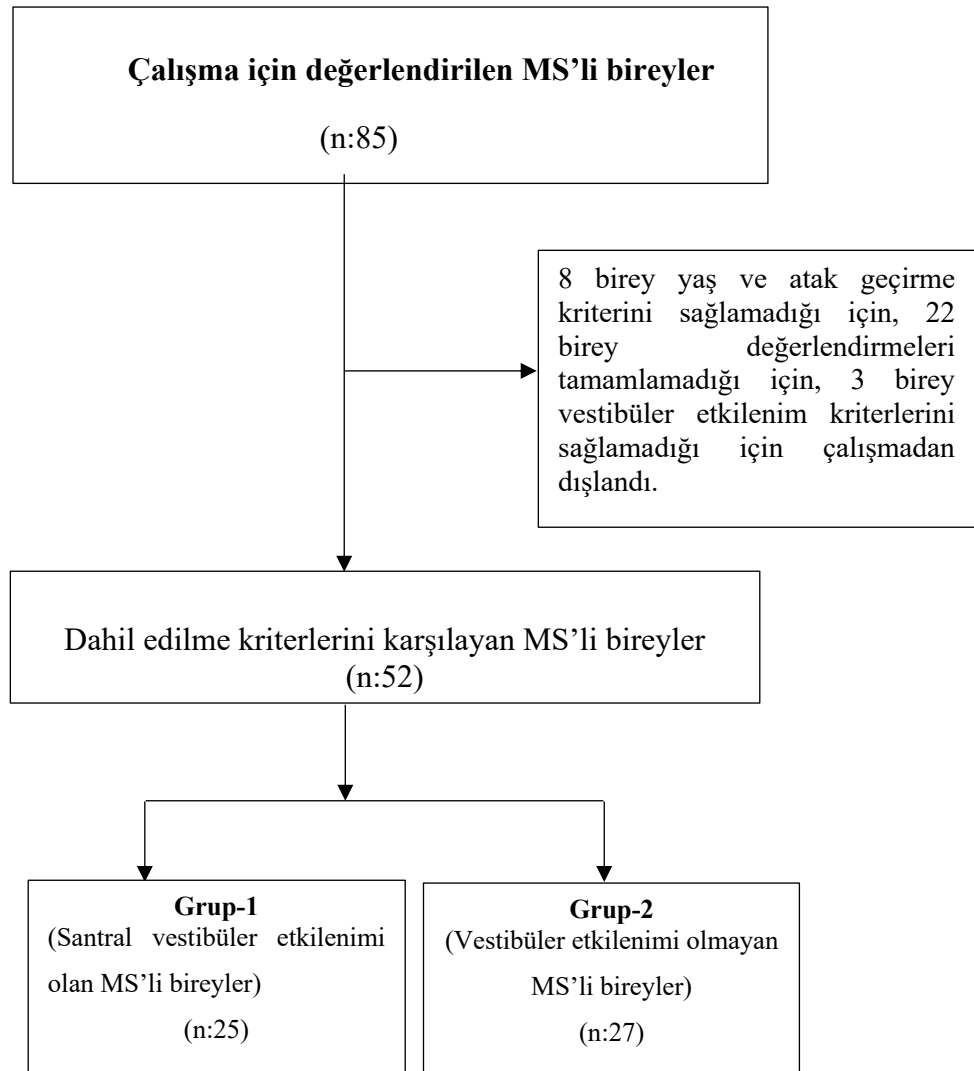 Çalışma için değerlendirilen MS’li bireyler
(n:85)
8 birey yaş ve atak geçirme
kriterini sağlamadığı için, 22
birey değerlendirmeleri
tamamlamadığı için, 3 birey
vestibüler etkilenim kriterlerini
sağlamadığı için çalışmadan
dışlandı.
Dahil edilme kriterlerini karşılayan MS’li bireyler
(n:52)
Grup-1
(Santral vestibüler etkilenimi
olan MS’li bireyler)
(n:25)
Grup-2
(Vestibüler etkilenimi olmayan
MS’li bireyler)
(n:27)